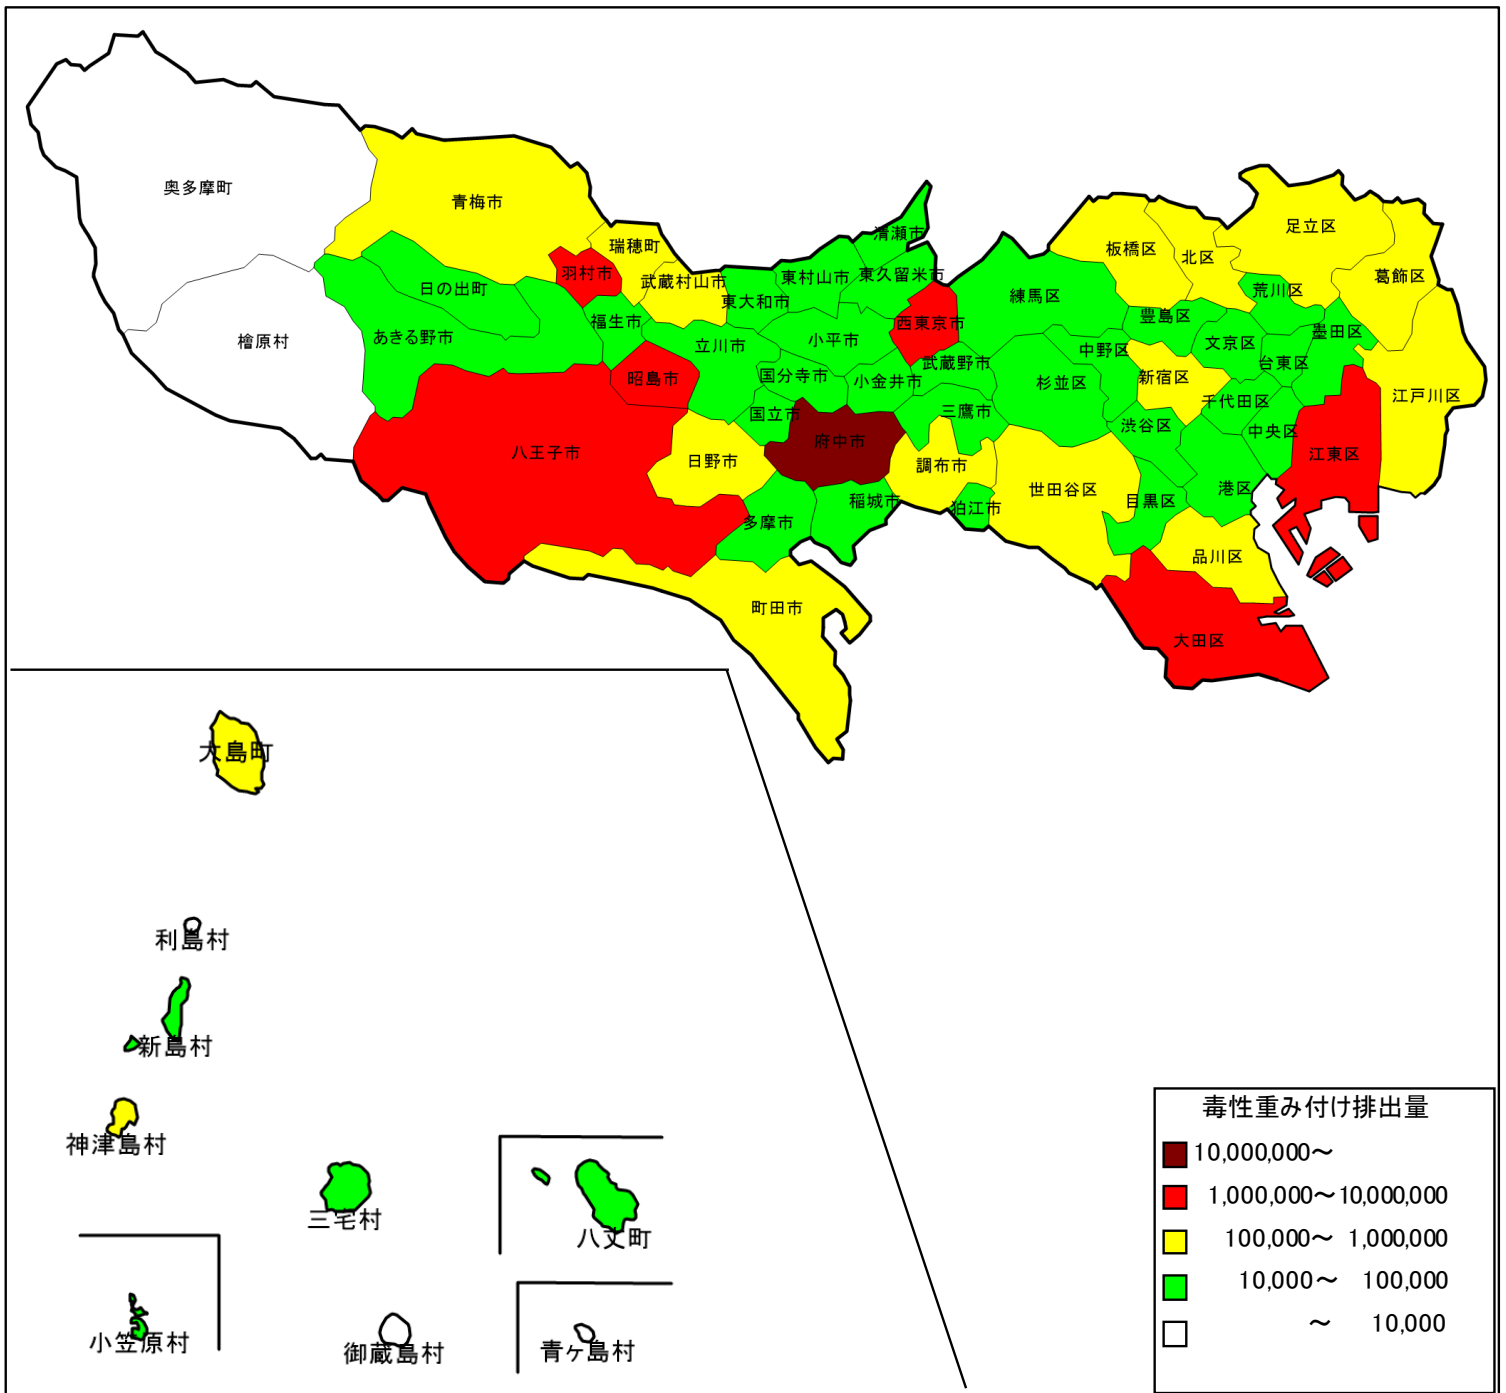 奥多摩町
青梅市
瑞穂町
羽村市
武蔵村山市
日の出町
あきる野市
福生市
檜原村
昭島市
八王子市
立川市
東大和市
東村山市
清瀬市
東久留米市
小平市
西東京市
国分寺市
小金井市
武蔵野市
国立市
三鷹市
府中市
日野市
調布市
多摩市
稲城市
狛江市
町田市
練馬区
板橋区
北区
足立区
葛飾区
荒川区
豊島区
文京区
台東区
墨田区
中野区
杉並区
新宿区
千代田区
江戸川区
渋谷区
中央区
江東区
世田谷区
目黒区
港区
品川区
大田区
大島町
利島村
新島村
神津島村
三宅村
八丈町
小笠原村
御蔵島村
青ヶ島村
毒性重み付け排出量
10,000,000～
1,000,000～10,000,000
100,000～ 1,000,000
10,000～ 100,000
～ 10,000